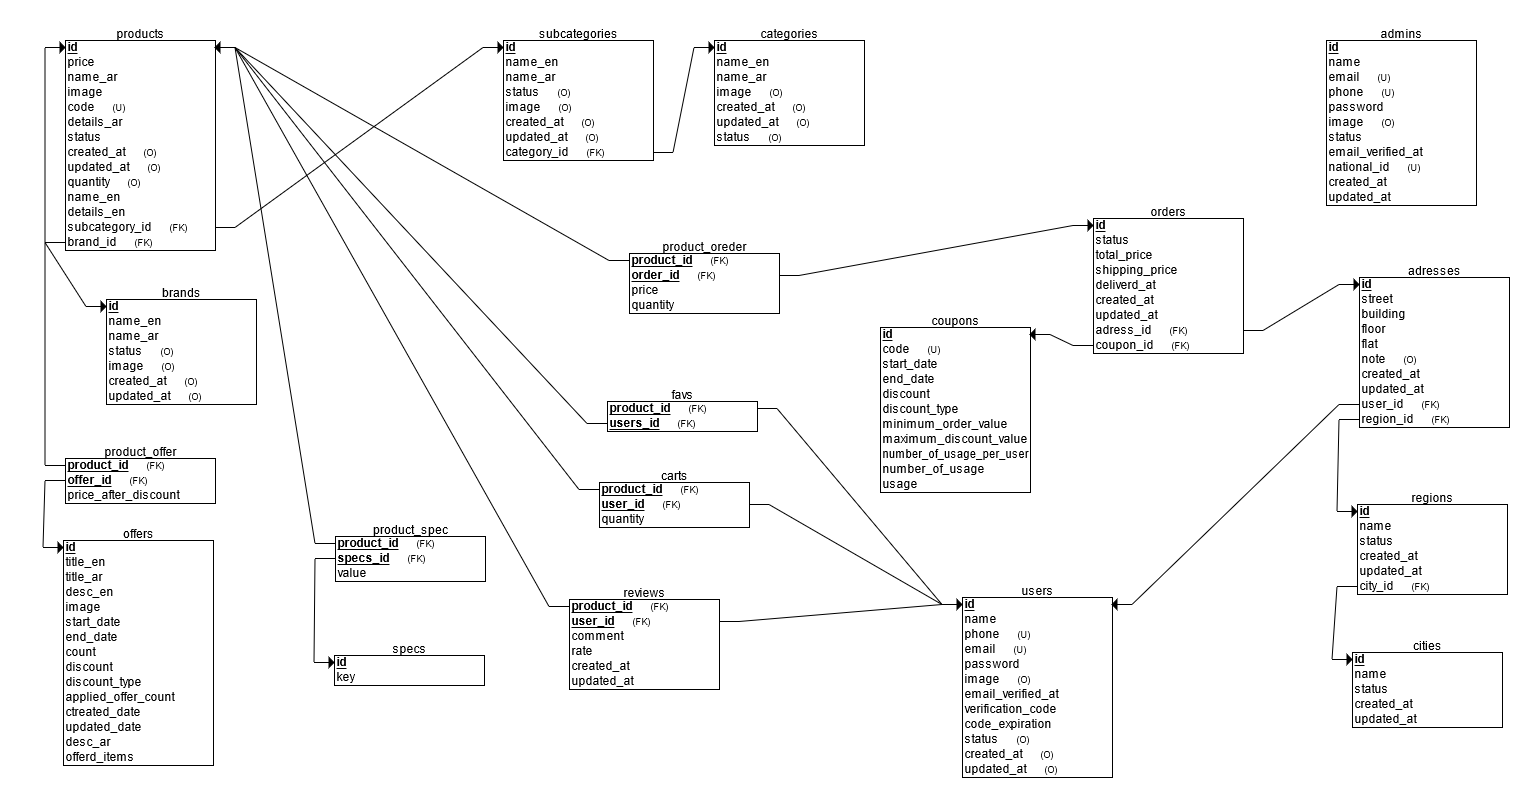 products
id
price
name_ar
image
code (U)
details_ar
status
created_at (O)
updated_at (O)
quantity (O)
name_en
details_en
subcategory_id (FK)
brand_id (FK)
subcategories
id
name_en
name_ar
status (O)
image (O)
created_at (O)
updated_at (O)
category_id (FK)
categories
id
name_en
name_ar
image (O)
created_at (O)
updated_at (O)
status (O)
admins
id
name
email (U)
phone (U)
password
image (O)
status
email_verified_at
national_id (U)
created_at
updated_at
orders
id
status
total_price
shipping_price
deliverd_at
created_at
updated_at
adress_id (FK)
coupon_id (FK)
product_oreder
product_id (FK)
order_id (FK)
price
quantity
adresses
id
street
building
floor
flat
note (O)
created_at
updated_at
user_id (FK)
region_id (FK)
brands
id
name_en
name_ar
status (O)
image (O)
created_at (O)
updated_at (O)
coupons
id
code (U)
start_date
end_date
discount
discount_type
minimum_order_value
maximum_discount_value
number_of_usage_per_user
number_of_usage
usage
favs
product_id (FK)
users_id (FK)
product_offer
product_id (FK)
offer_id (FK)
price_after_discount
carts
product_id (FK)
user_id (FK)
quantity
regions
id
name
status
created_at
updated_at
city_id (FK)
offers
id
title_en
title_ar
desc_en
image
start_date
end_date
count
discount
discount_type
applied_offer_count
ctreated_date
updated_date
desc_ar
offerd_items
product_spec
product_id (FK)
specs_id (FK)
value
reviews
product_id (FK)
user_id (FK)
comment
rate
created_at
updated_at
users
id
name
phone (U)
email (U)
password
image (O)
email_verified_at
verification_code
code_expiration
status (O)
created_at (O)
updated_at (O)
specs
id
key
cities
id
name
status
created_at
updated_at